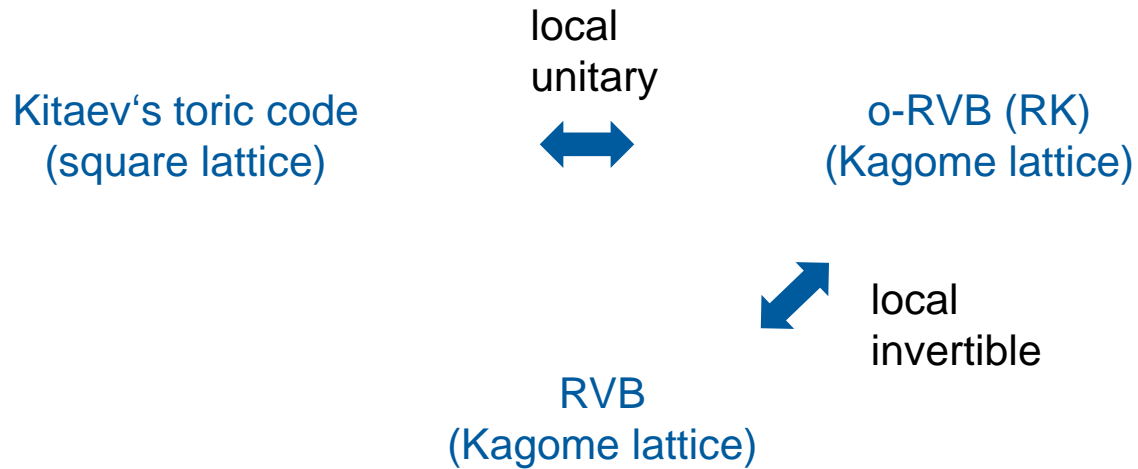 local
unitary
Kitaev‘s toric code
(square lattice)
o-RVB (RK)
(Kagome lattice)
local
invertible
RVB
(Kagome lattice)